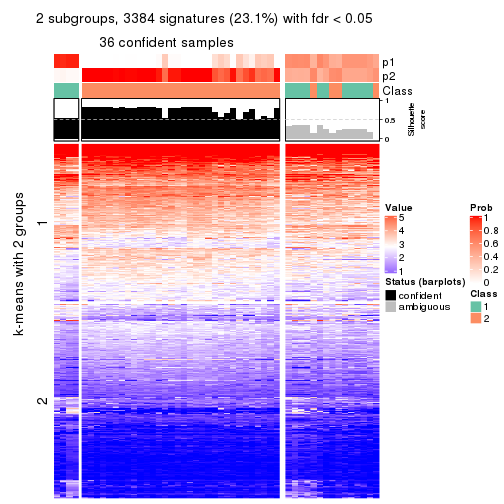 2 subgroups, 3384 signatures (23.1%) with fdr < 0.05
36 confident samples
p1
p2
Class
1
0.5
0
Silhouette
score
k-means with 2 groups
1
2
Value
5
4
3
2
1
Status (barplots)
confident
ambiguous
Prob
1
0.8
0.6
0.4
0.2
0
Class
1
2